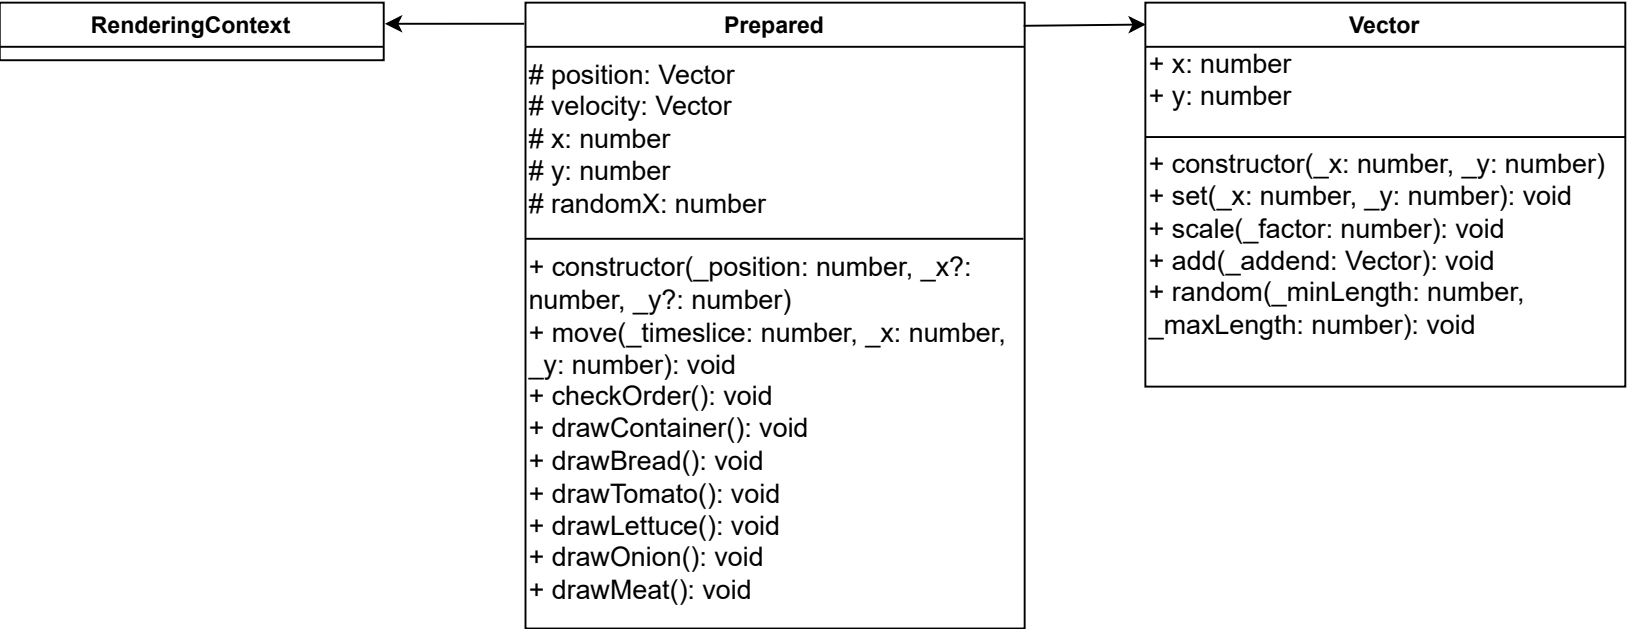 RenderingContext
Prepared
# position: Vector
# velocity: Vector
# x: number
# y: number
# randomX: number
+ constructor(_position: number, _x?:
number, _y?: number)
+ move(_timeslice: number, _x: number,
_y: number): void
+ checkOrder(): void
+ drawContainer(): void
+ drawBread(): void
+ drawTomato(): void
+ drawLettuce(): void
+ drawOnion(): void
+ drawMeat(): void
Vector
+ x: number
+ y: number
+ constructor(_x: number, _y: number)
+ set(_x: number, _y: number): void
+ scale(_factor: number): void
+ add(_addend: Vector): void
+ random(_minLength: number,
_maxLength: number): void